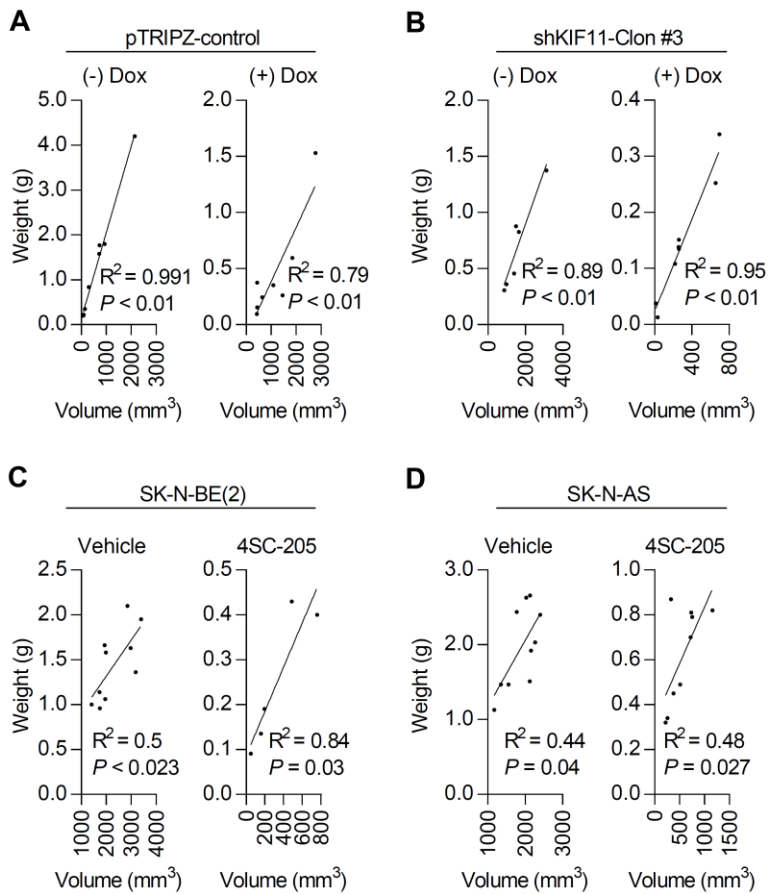 A
pTRIPZ-control
(-) Dox
(+) Dox
Weight (g)
5.0
4.0
3.0
2.0
1.0
0.0
R² = 0.991
P < 0.01
0
1000
2000
3000
Volume (mm³)
2.0
1.5
1.0
0.5
0.0
R² = 0.79
P < 0.01
0
1000
2000
3000
Volume (mm³)
B
shKIF11-Clon #3
(-) Dox
(+) Dox
Weight (g)
2.0
1.5
1.0
0.5
0.0
R² = 0.89
P < 0.01
0
2000
4000
Volume (mm³)
0.4
0.3
0.2
0.1
0.0
R² = 0.95
P < 0.01
0
400
800
Volume (mm³)
C
SK-N-BE(2)
Vehicle
4SC-205
Weight (g)
2.5
2.0
1.5
1.0
0.5
0.0
R² = 0.5
P < 0.023
1000
2000
3000
4000
Volume (mm³)
0.5
0.4
0.3
0.2
0.1
0.0
R² = 0.84
P = 0.03
0
200
400
600
800
Volume (mm³)
D
SK-N-AS
Vehicle
4SC-205
Weight (g)
3.0
2.0
1.0
0.0
R² = 0.44
P = 0.04
1000
2000
3000
Volume (mm³)
1.0
0.8
0.6
0.4
0.2
0.0
R² = 0.48
P = 0.027
0
500
1000
1500
Volume (mm³)